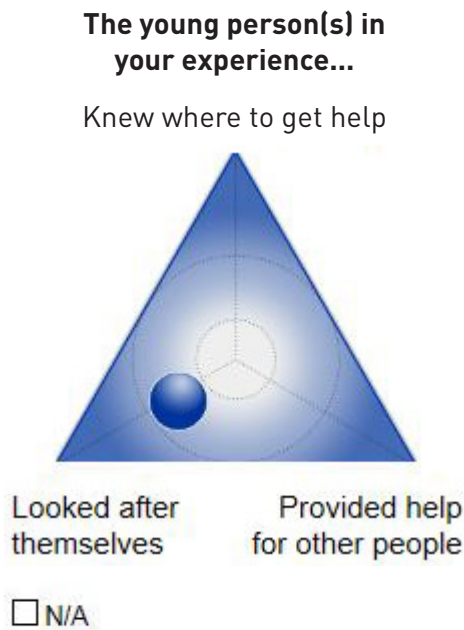 The young person(s) in
your experience...
Knew where to get help
Looked after
themselves
Provided help
for other people
N/A